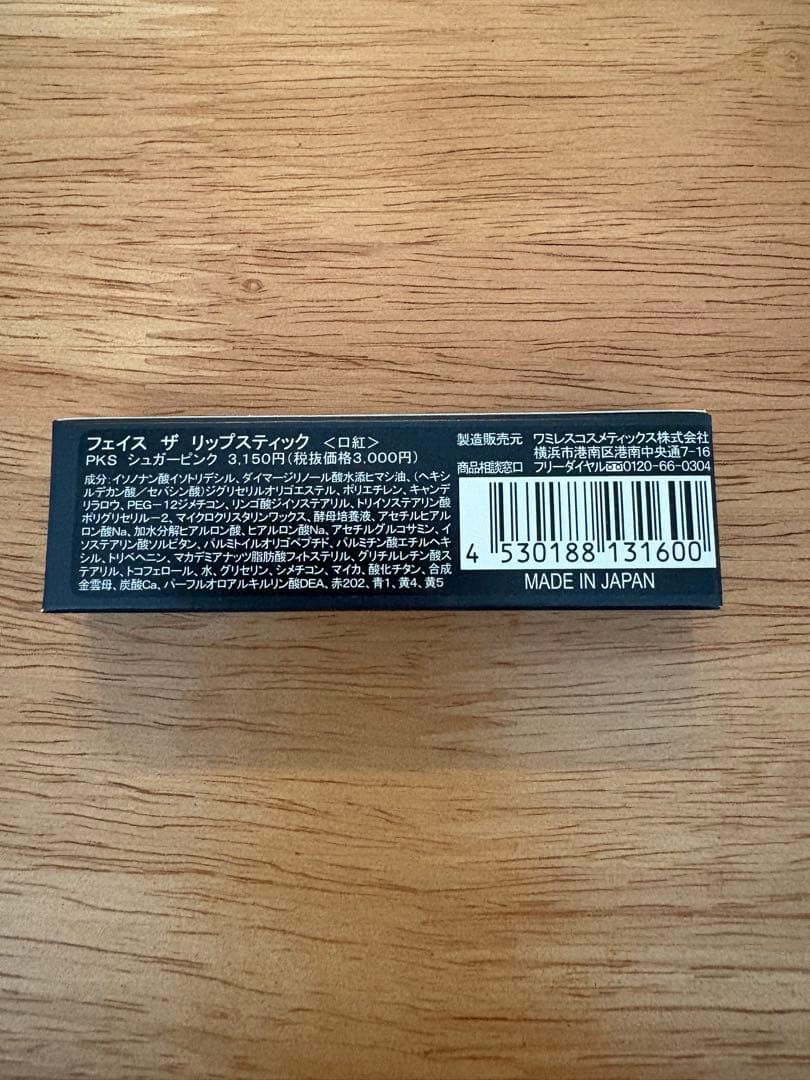 フェイス ザ リップスティック <口紅>
PKS シュガーピンク 3,150円(税抜価格3,000円)
成分:イソノナン酸イソトリデシル、ダイマージリノール酸水添ヒマシ油、(ヘキシ
ルデカン酸/セバシン酸)ジグリセリルオリゴエステル、ポリエチレン、キャンデ
リラロウ、PEG-12ジメチコン、リンゴ酸ジイソステアリル、トリイソステアリン酸
ポリグリセリル-2、マイクロクリスタリンワックス、酵母培養液、アセチルヒアル
ロン酸Na、加水分解ヒアルロン酸、ヒアルロン酸Na、アセチルグルコサミン、イ
ソステアリン酸ソルビタン、パルミトイルオリゴペプチド、パルミチン酸エチルヘキ
シル、トリベヘニン、マカデミアナッツ脂肪酸フィトステリル、グリチルレチン酸ス
テアリル、トコフェロール、水、グリセリン、シメチコン、マイカ、酸化チタン、合成
金雲母、炭酸Ca、パーフルオロアルキルリン酸DEA、赤202、青1、黄4、黄5
製造販売元 ワミレスコスメティックス株式会社
横浜市港南区港南中央通7-16
商品相談窓口 フリーダイヤル0120-66-0304
4 530188 131600
MADE IN JAPAN